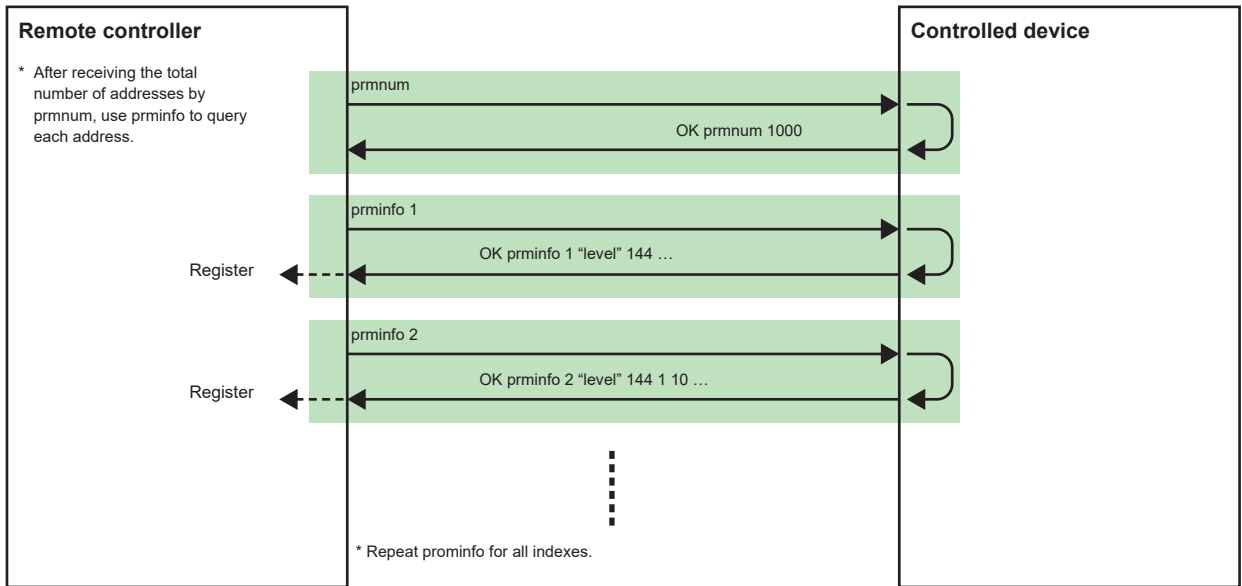 Remote controller
Controlled device
* After receiving the total
number of addresses by
prmnum, use prminfo to query
each address.
prmnum
OK prmnum 1000
prminfo 1
OK prminfo 1 “level” 144 …
Register
prminfo 2
OK prminfo 2 “level” 144 1 10 …
Register
* Repeat prominfo for all indexes.